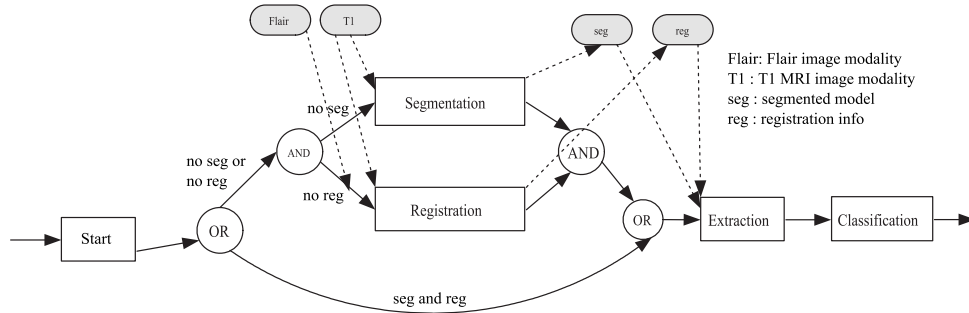 Flair
T1
seg
reg
Flair: Flair image modality
T1 : T1 MRI image modality
seg : segmented model
reg : registration info
Segmentation
no seg
AND
AND
no seg or
no reg
no reg
Registration
Start
OR
OR
Extraction
Classification
seg and reg